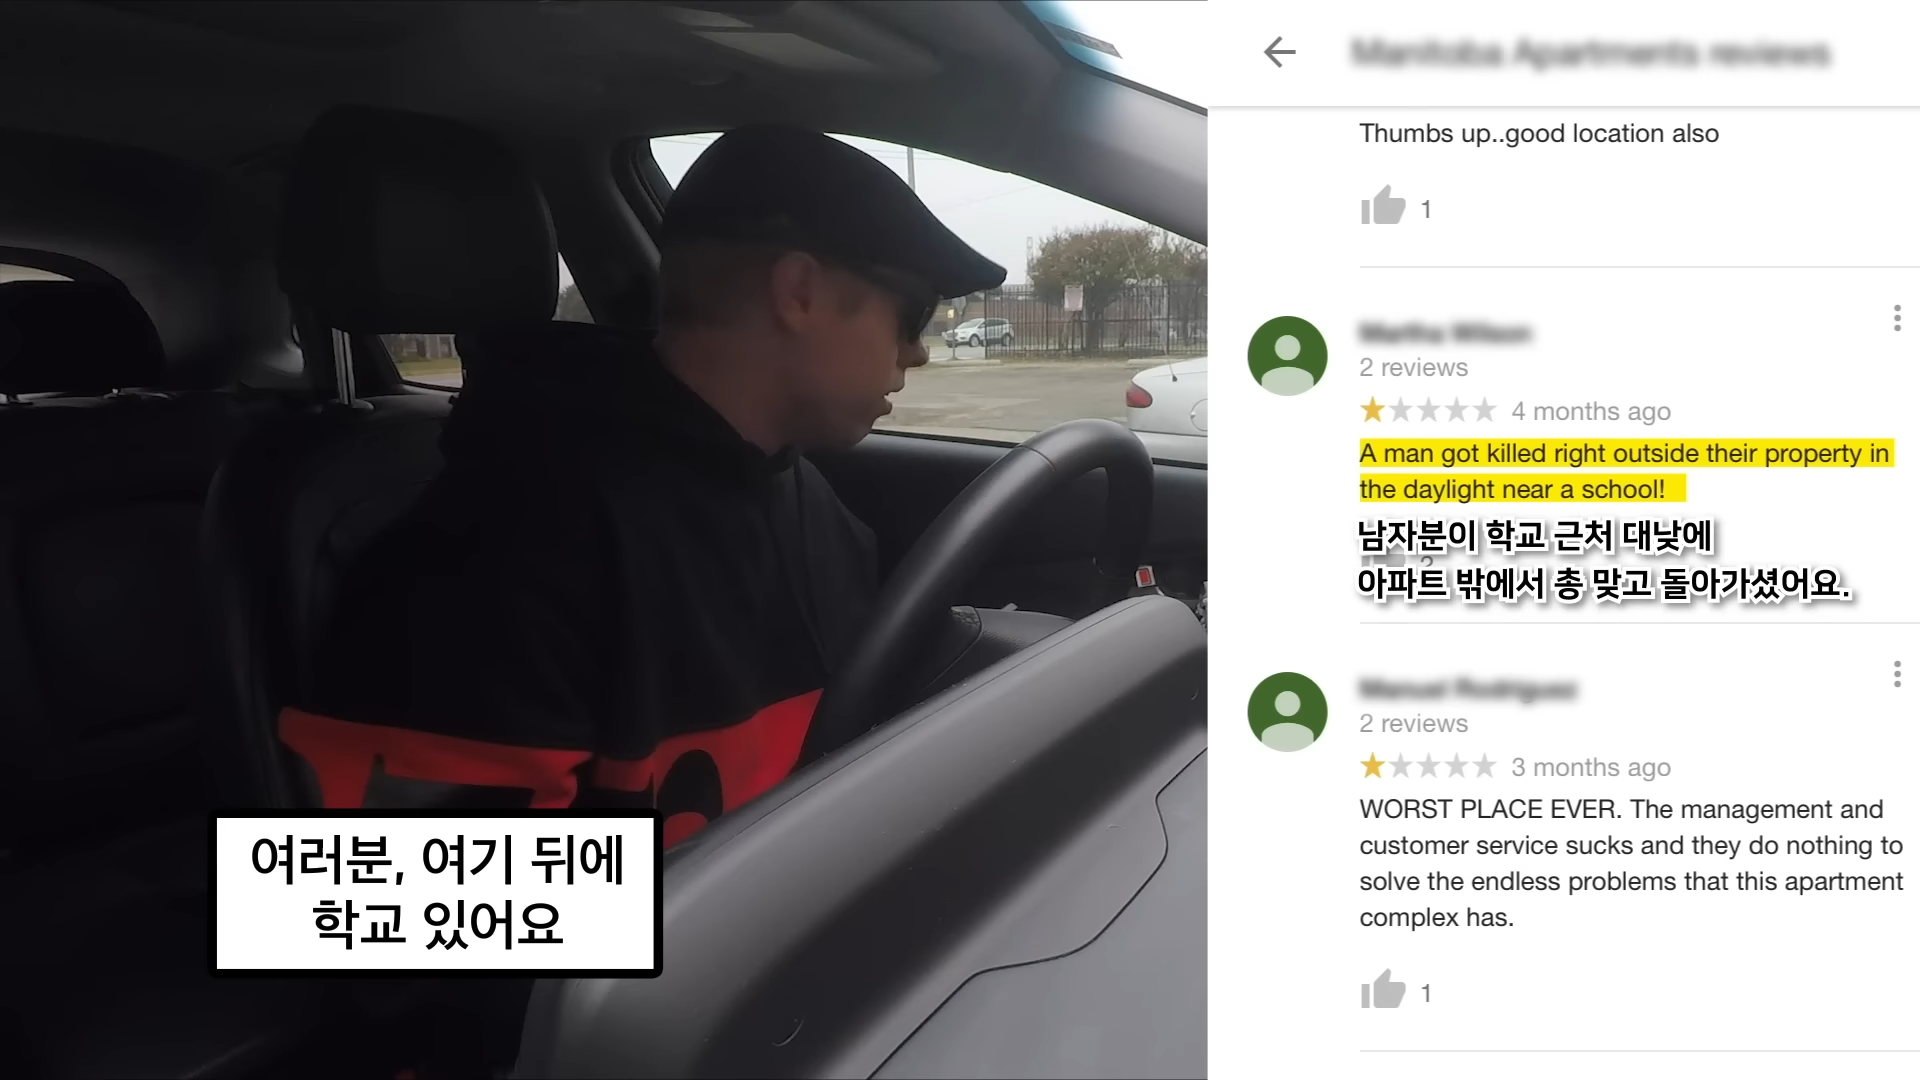 여러분, 여기 뒤에
학교 있어요
Thumbs up..good location also
1
2 reviews
4 months ago
A man got killed right outside their property in
the daylight near a school!
남자분이 학교 근처 대낮에
아파트 밖에서 총 맞고 돌아가셨어요.
2 reviews
3 months ago
WORST PLACE EVER. The management and
customer service sucks and they do nothing to
solve the endless problems that this apartment
complex has.
1